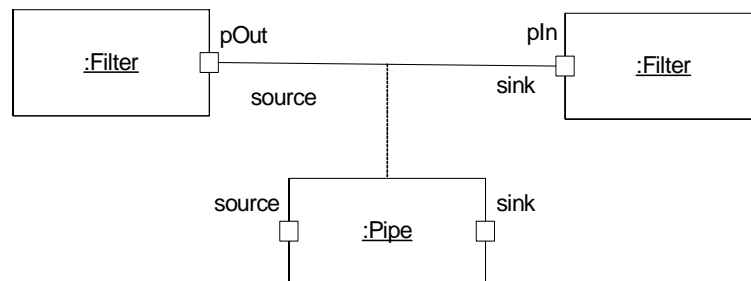 pOut
pIn
:Filter
:Filter
source
sink
source
sink
:Pipe